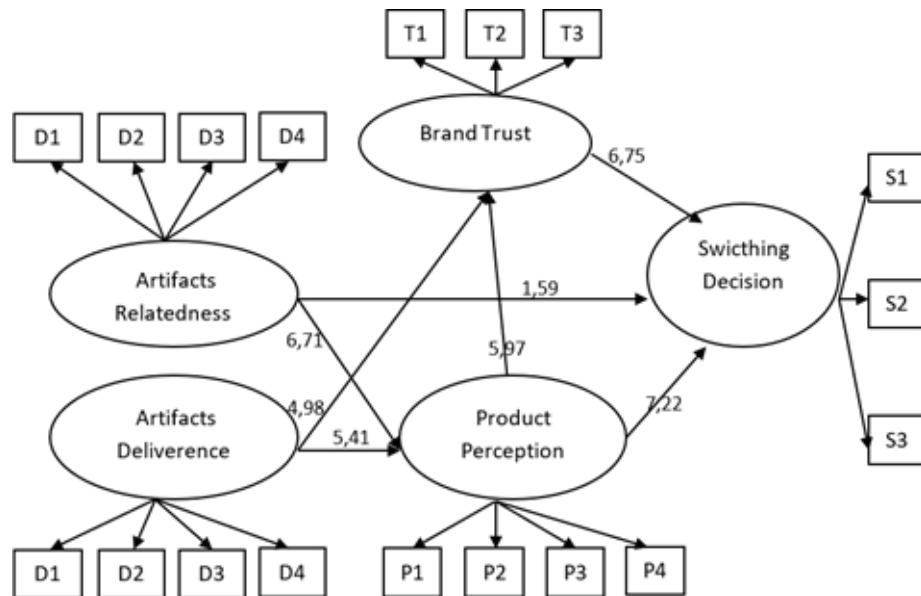 T1 T2 T3
Brand Trust
D1 D2 D3 D4
6,75
S1
Swicthing
Decision
Artifacts
Relatedness
1,59
S2
6,71
5,97
Artifacts
Deliverence
4,98
5,41
Product
Perception
7,22
S3
D1 D2 D3 D4
P1 P2 P3 P4